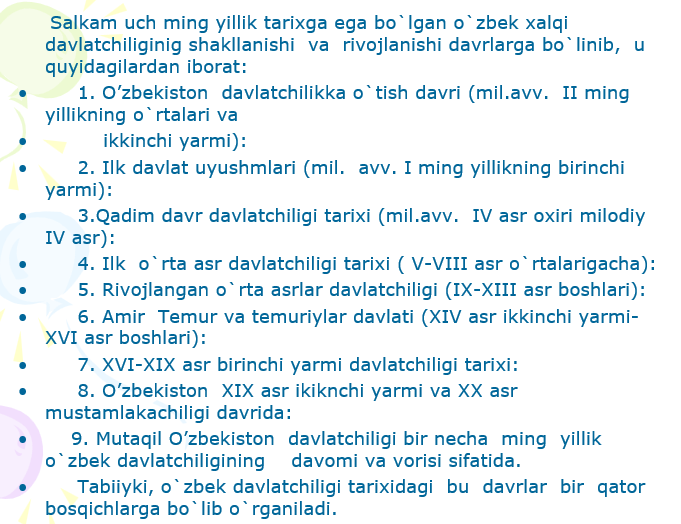 Salkam uch ming yillik tarixga ega bo`lgan o`zbek xalqi
davlatchiliginig shakllanishi va rivojlanishi davrlarga bo`linib, u
quyidagilardan iborat:
• 1. O’zbekiston davlatchilikka o`tish davri (mil.avv. II ming
yillikning o`rtalari va
• ikkinchi yarmi):
• 2. Ilk davlat uyushmlari (mil. avv. I ming yillikning birinchi
yarmi):
• 3.Qadim davr davlatchiligi tarixi (mil.avv. IV asr oxiri milodiy
IV asr):
• 4. Ilk o`rta asr davlatchiligi tarixi ( V-VIII asr o`rtalarigacha):
• 5. Rivojlangan o`rta asrlar davlatchiligi (IX-XIII asr boshlari):
• 6. Amir Temur va temuriylar davlati (XIV asr ikkinchi yarmi-
XVI asr boshlari):
• 7. XVI-XIX asr birinchi yarmi davlatchiligi tarixi:
• 8. O’zbekiston XIX asr ikiknchi yarmi va XX asr
mustamlakachiligi davrida:
• 9. Mutaqil O’zbekiston davlatchiligi bir necha ming yillik
o`zbek davlatchiligining davomi va vorisi sifatida.
• Tabiiyki, o`zbek davlatchiligi tarixidagi bu davrlar bir qator
bosqichlarga bo`lib o`rganiladi.